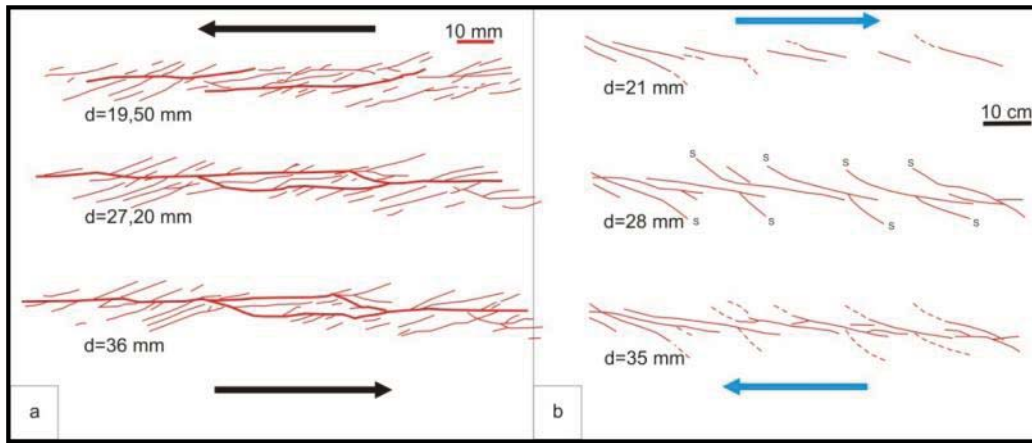 10 mm
d=19,50 mm
d=27,20 mm
d=36 mm
a
d=21 mm
10 cm
s s s s
d=28 mm
s s s s
d=35 mm
b